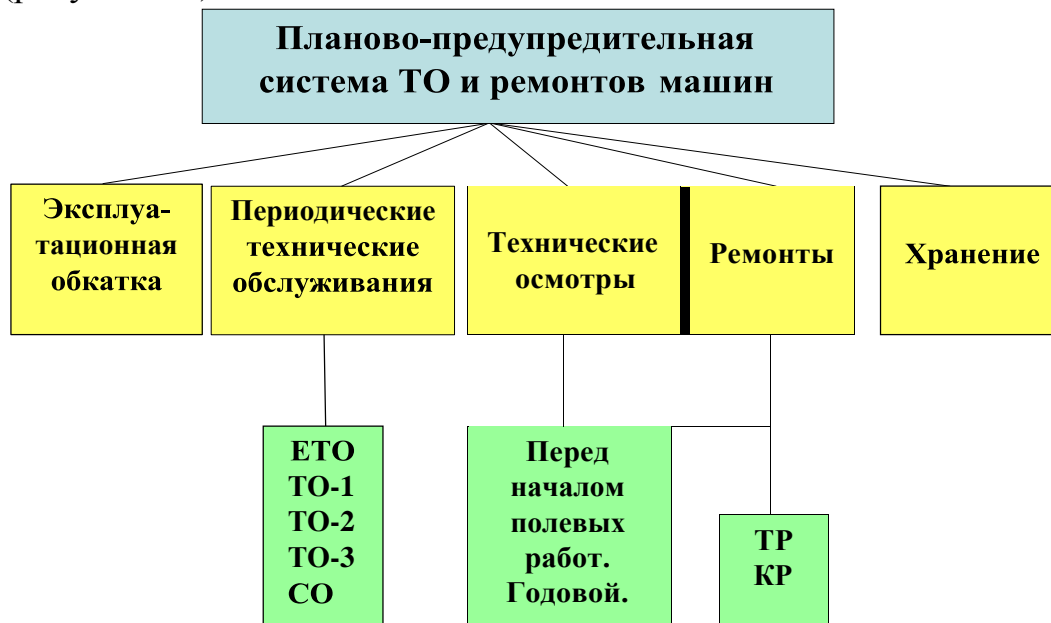 Планово-предупредительная
система ТО и ремонтов машин
Эксплуа-
тационная
обкатка
Периодические
технические
обслуживания
Технические
осмотры
Ремонты
Хранение
ЕТО
ТО-1
ТО-2
ТО-3
СО
Перед
началом
полевых
работ.
Годовой.
ТР
КР